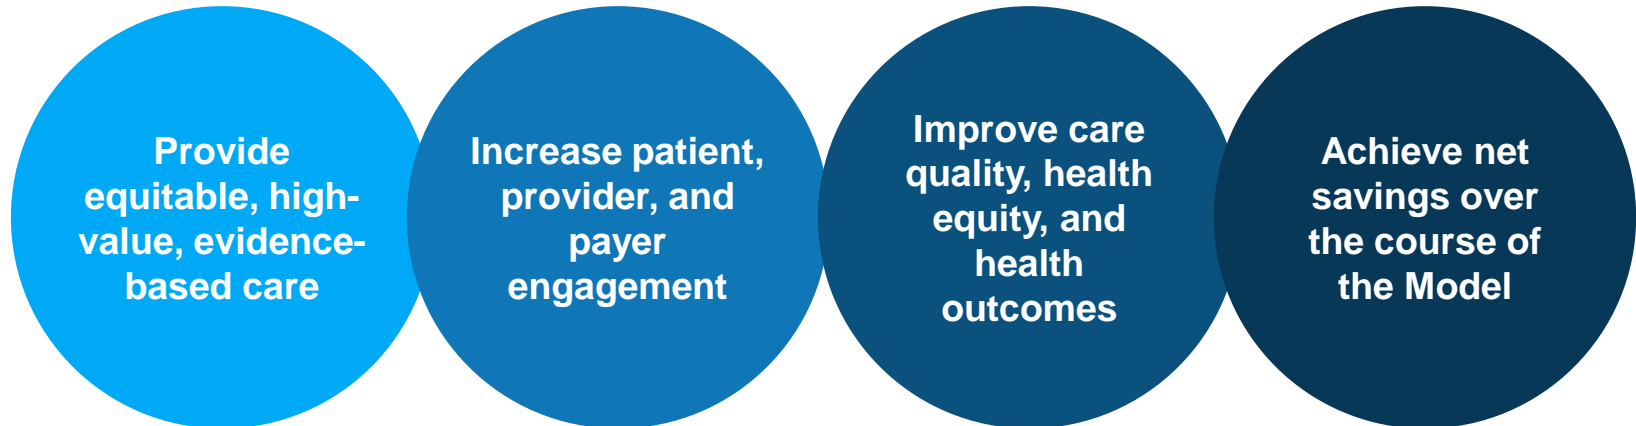 Provide
equitable, high-
value, evidence-
based care
Increase patient,
provider, and
payer
engagement
Improve care
quality, health
equity, and
health
outcomes
Achieve net
savings over
the course of
the Model